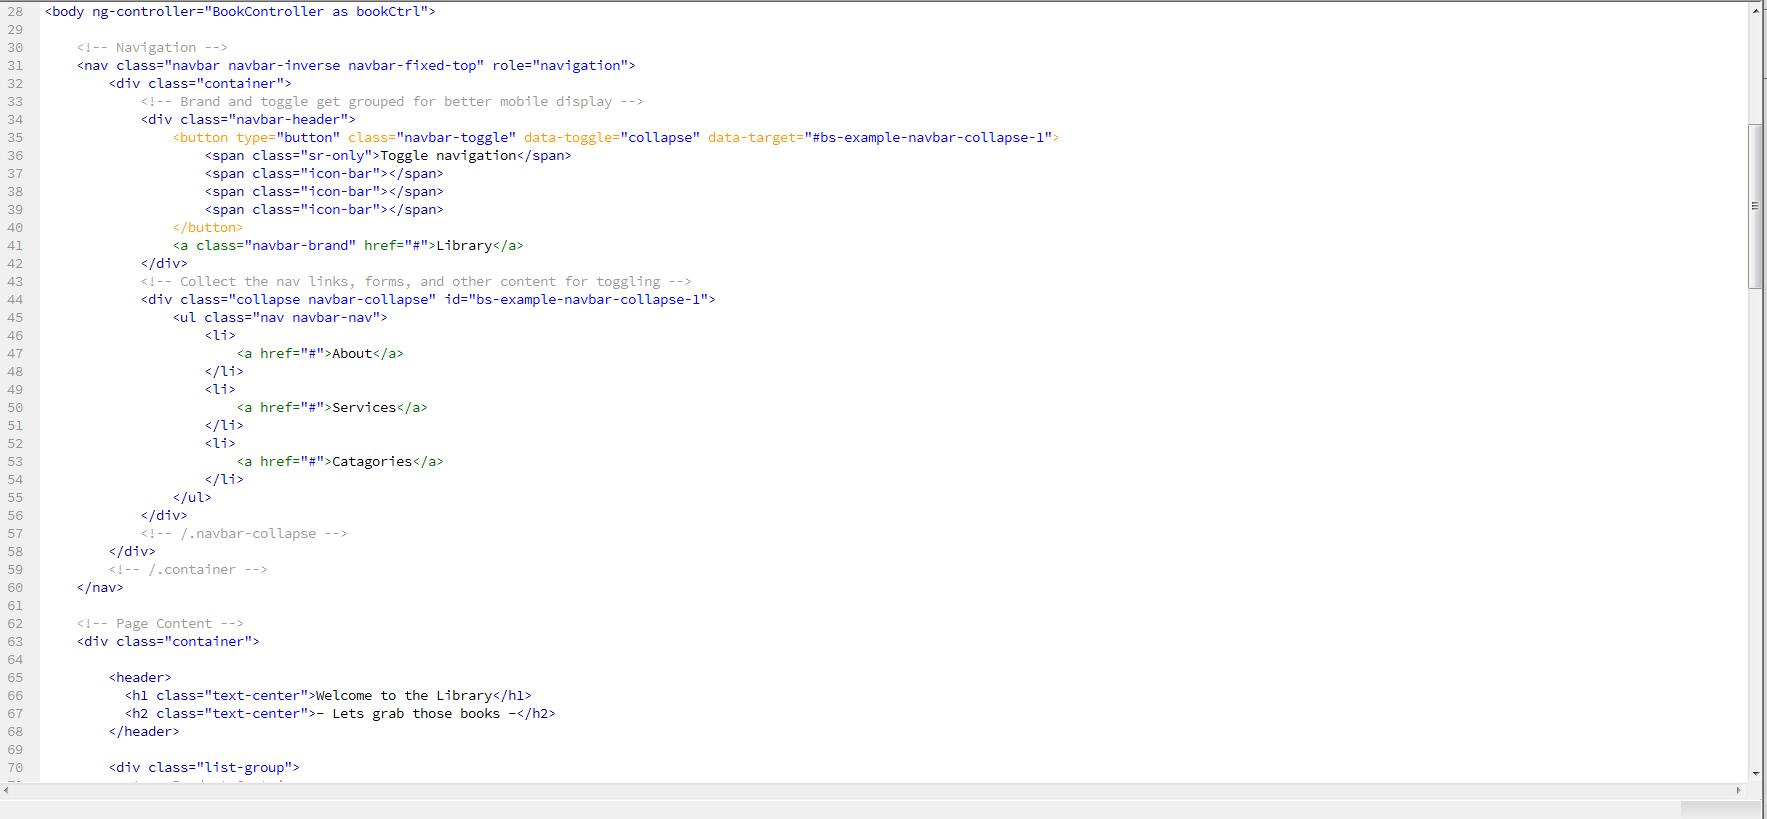 28 <body ng-controller="BookController as bookCtrl">
29
30     <!-- Navigation -->
31     <nav class="navbar navbar-inverse navbar-fixed-top" role="navigation">
32         <div class="container">
33             <!-- Brand and toggle get grouped for better mobile display -->
34             <div class="navbar-header">
35                 <button type="button" class="navbar-toggle" data-toggle="collapse" data-target="#bs-example-navbar-collapse-1">
36                     <span class="sr-only">Toggle navigation</span>
37                     <span class="icon-bar"></span>
38                     <span class="icon-bar"></span>
39                     <span class="icon-bar"></span>
40                 </button>
41                 <a class="navbar-brand" href="#">Library</a>
42             </div>
43             <!-- Collect the nav links, forms, and other content for toggling -->
44             <div class="collapse navbar-collapse" id="bs-example-navbar-collapse-1">
45                 <ul class="nav navbar-nav">
46                     <li>
47                         <a href="#">About</a>
48                     </li>
49                     <li>
50                         <a href="#">Services</a>
51                     </li>
52                     <li>
53                         <a href="#">Catagories</a>
54                     </li>
55                 </ul>
56             </div>
57             <!-- /.navbar-collapse -->
58         </div>
59         <!-- /.container -->
60     </nav>
61
62     <!-- Page Content -->
63     <div class="container">
64
65         <header>
66           <h1 class="text-center">Welcome to the Library</h1>
67           <h2 class="text-center">- Lets grab those books -</h2>
68         </header>
69
70         <div class="list-group">